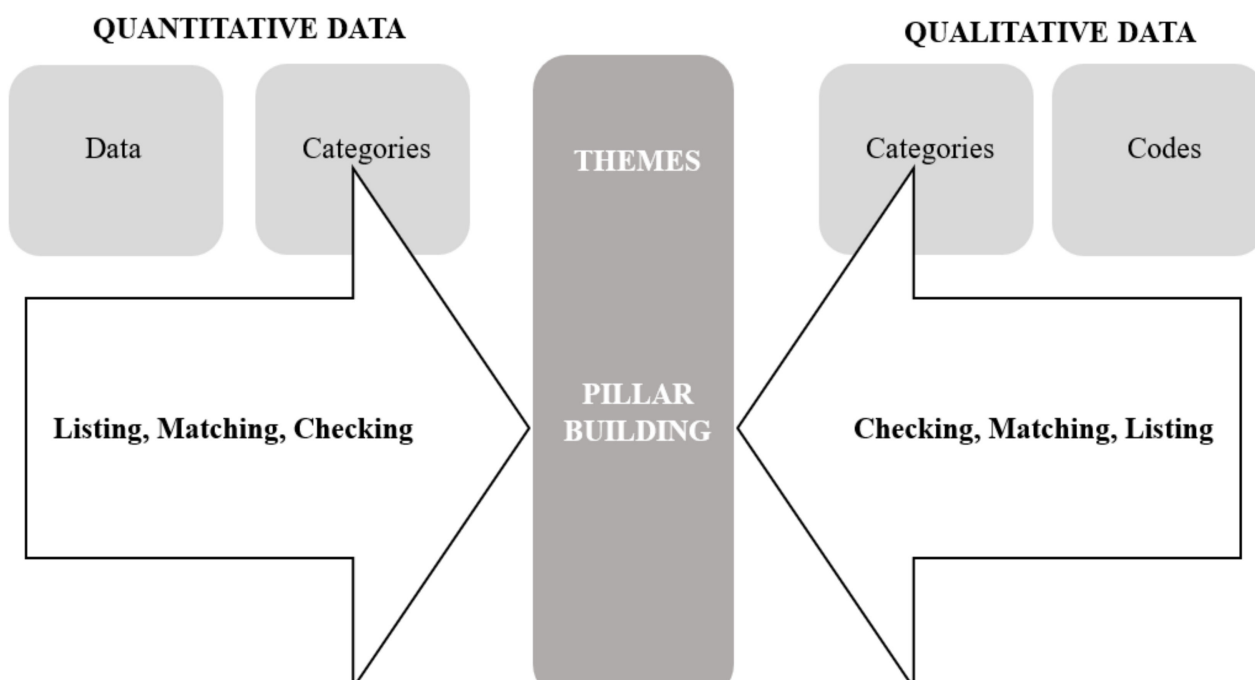 QUANTITATIVE DATA
QUALITATIVE DATA
Data
Categories
THEMES
Categories
Codes
Listing, Matching, Checking
PILLAR
BUILDING
Checking, Matching, Listing